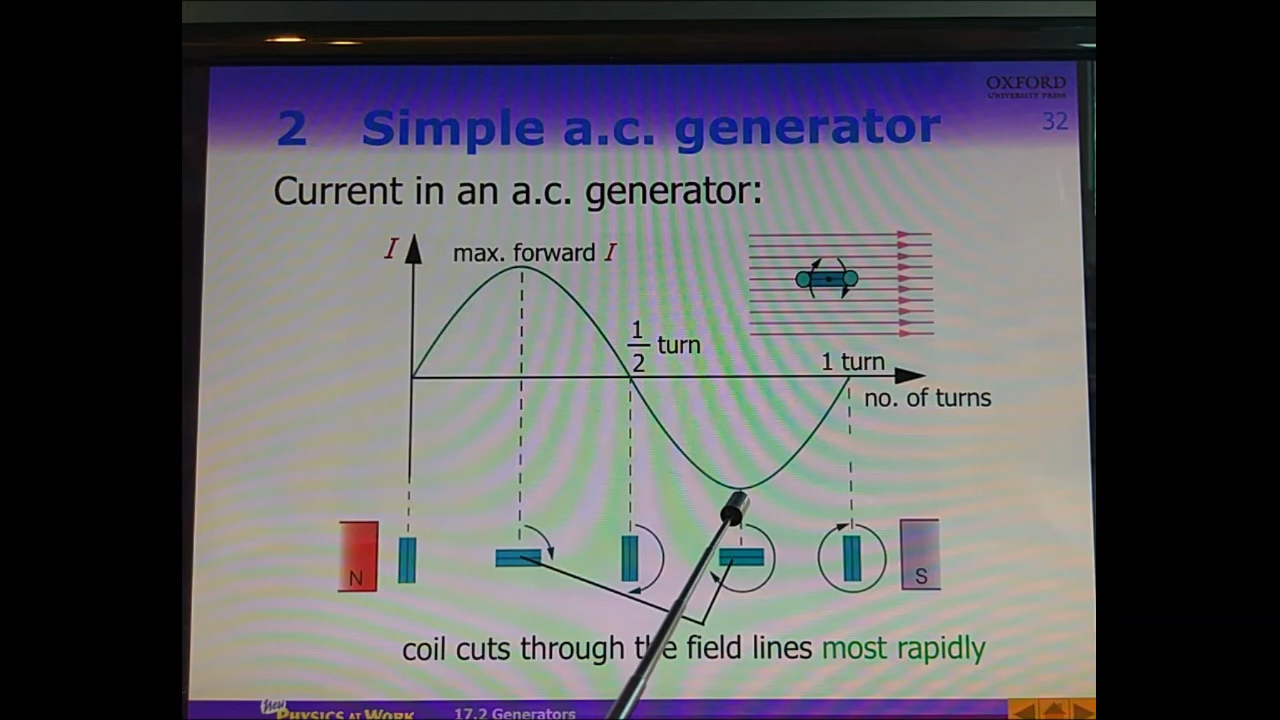 OXFORD
UNIVERSITY PRESS
2 Simple a.c. generator
32
Current in an a.c. generator:
I
max. forward I
1/2 turn
1 turn
no. of turns
N
S
coil cuts through the field lines most rapidly
New PHYSICS AT WORK
17.2 Generators